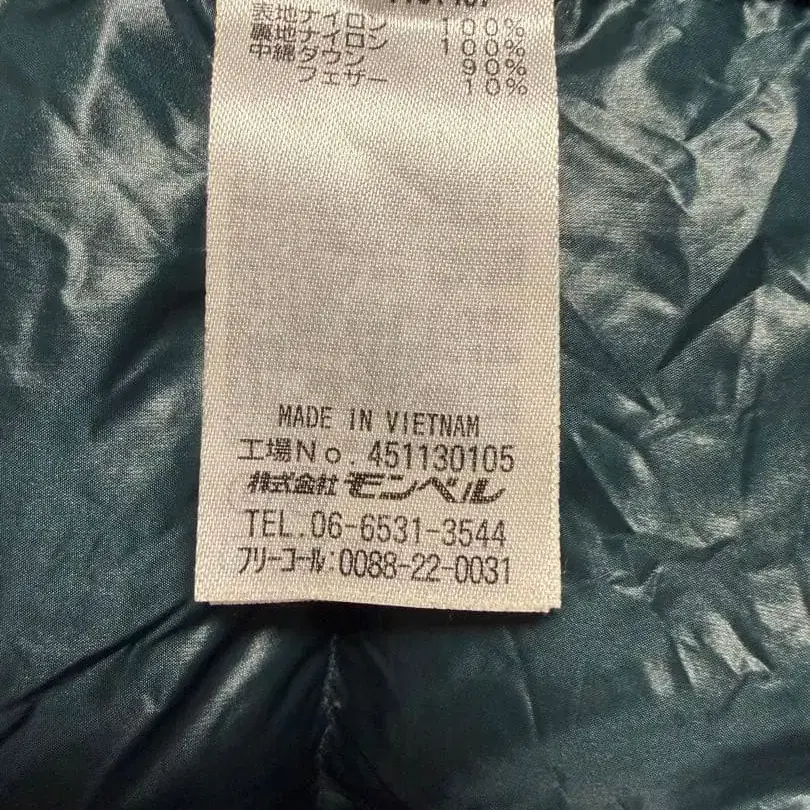 表地ナイロン 100%
裏地ナイロン 100%
中綿ダウン 90%
フェザー 10%
MADE IN VIETNAM
工場No. 451130105
株式会社モンベル
TEL.06-6531-3544
フリーコール:0088-22-0031